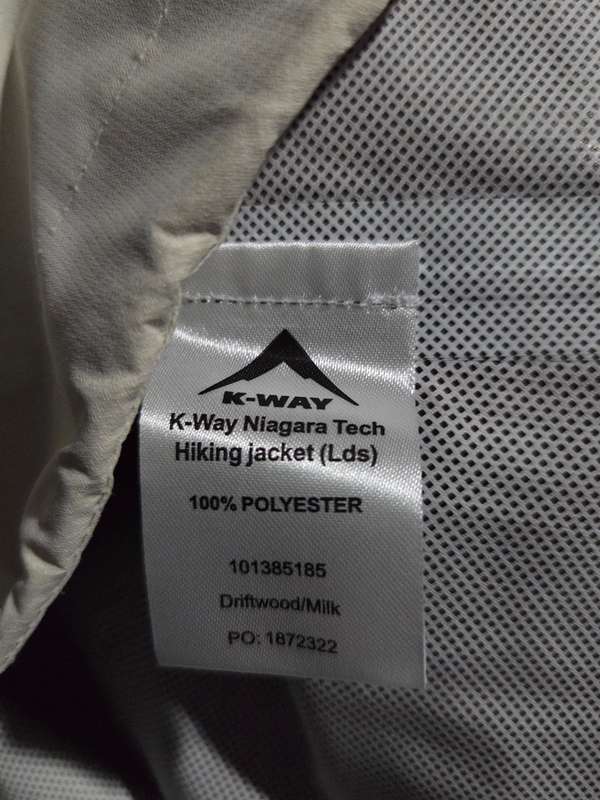 K-WAY
K-Way Niagara Tech
Hiking jacket (Lds)
100% POLYESTER
101385185
Driftwood/Milk
PO: 1872322